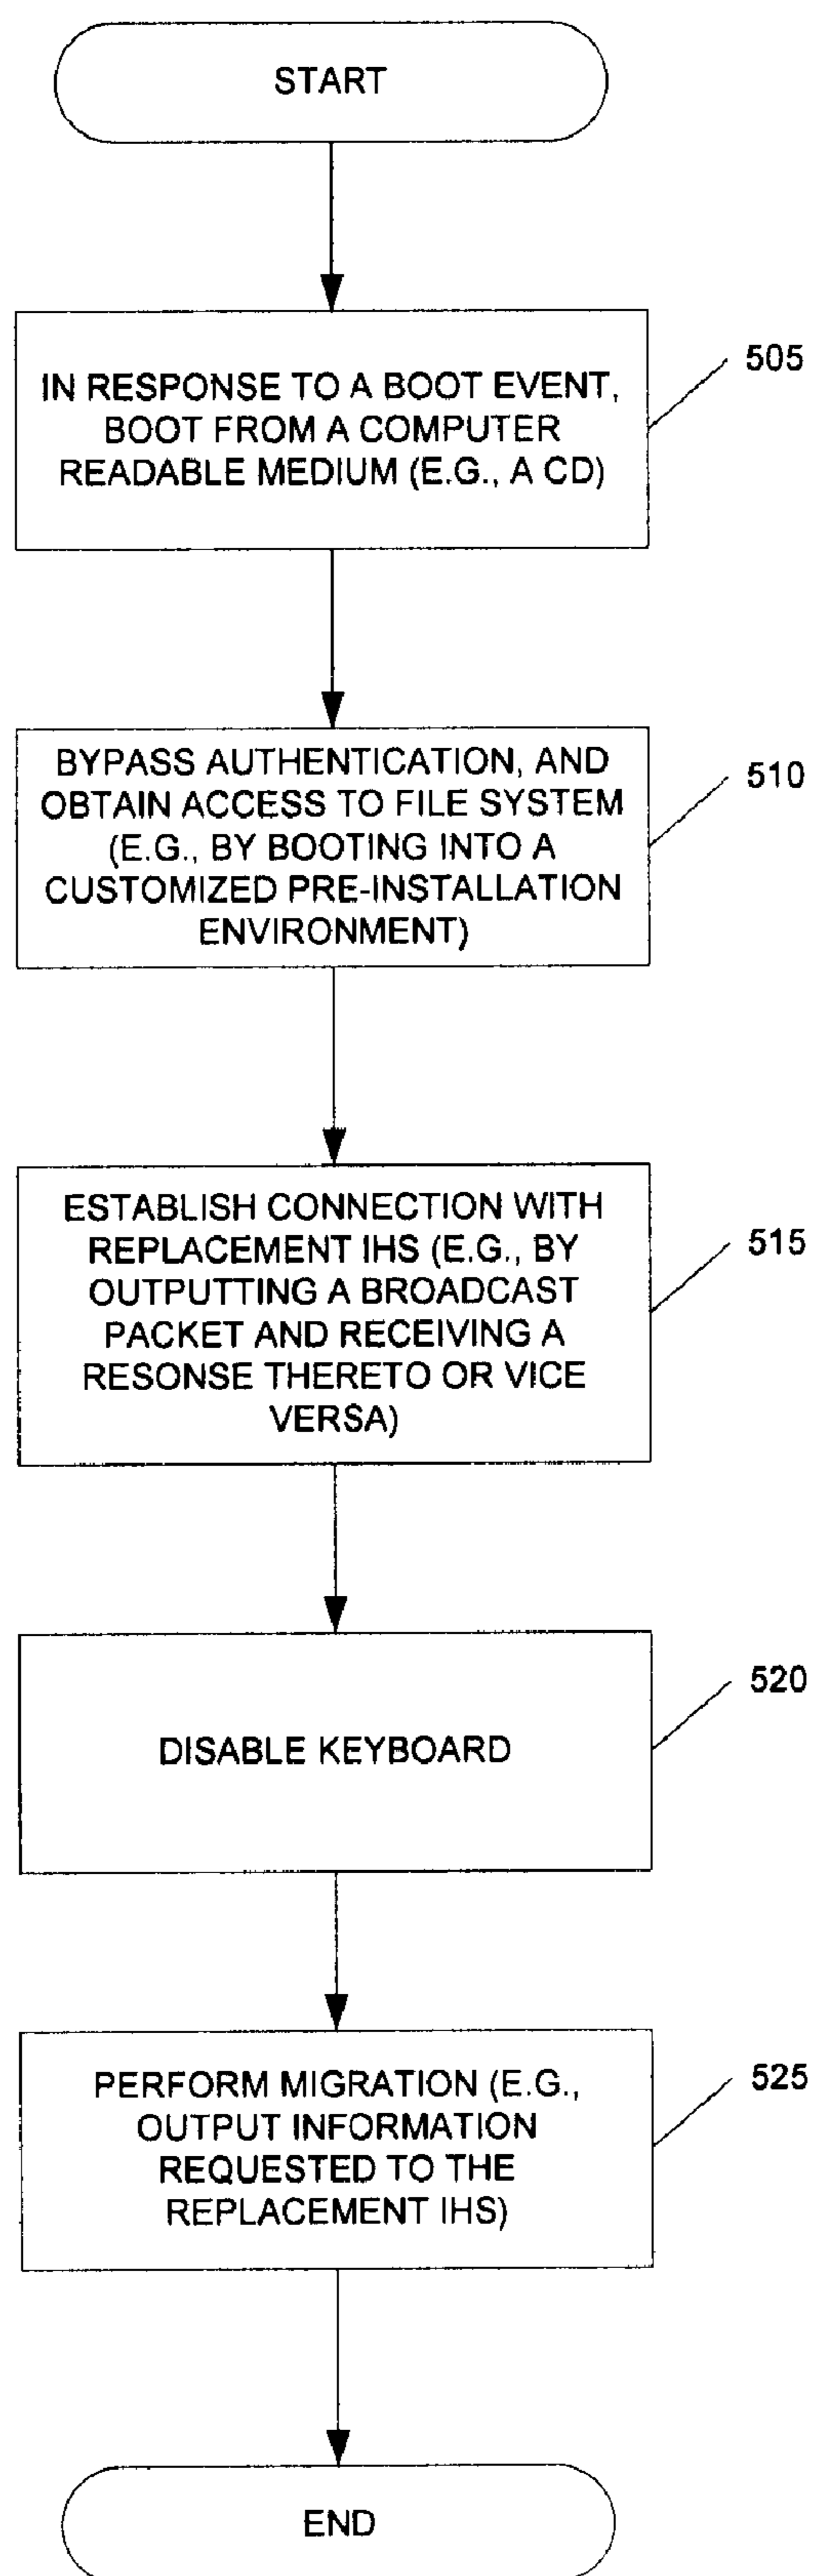 START
IN RESPONSE TO A BOOT EVENT,
BOOT FROM A COMPUTER
READABLE MEDIUM (E.G., A CD)
505
BYPASS AUTHENTICATION, AND
OBTAIN ACCESS TO FILE SYSTEM
(E.G., BY BOOTING INTO A
CUSTOMIZED PRE-INSTALLATION
ENVIRONMENT)
510
ESTABLISH CONNECTION WITH
REPLACEMENT IHS (E.G., BY
OUTPUTTING A BROADCAST
PACKET AND RECEIVING A
RESONSE THERETO OR VICE
VERSA)
515
DISABLE KEYBOARD
520
PERFORM MIGRATION (E.G.,
OUTPUT INFORMATION
REQUESTED TO THE
REPLACEMENT IHS)
525
END